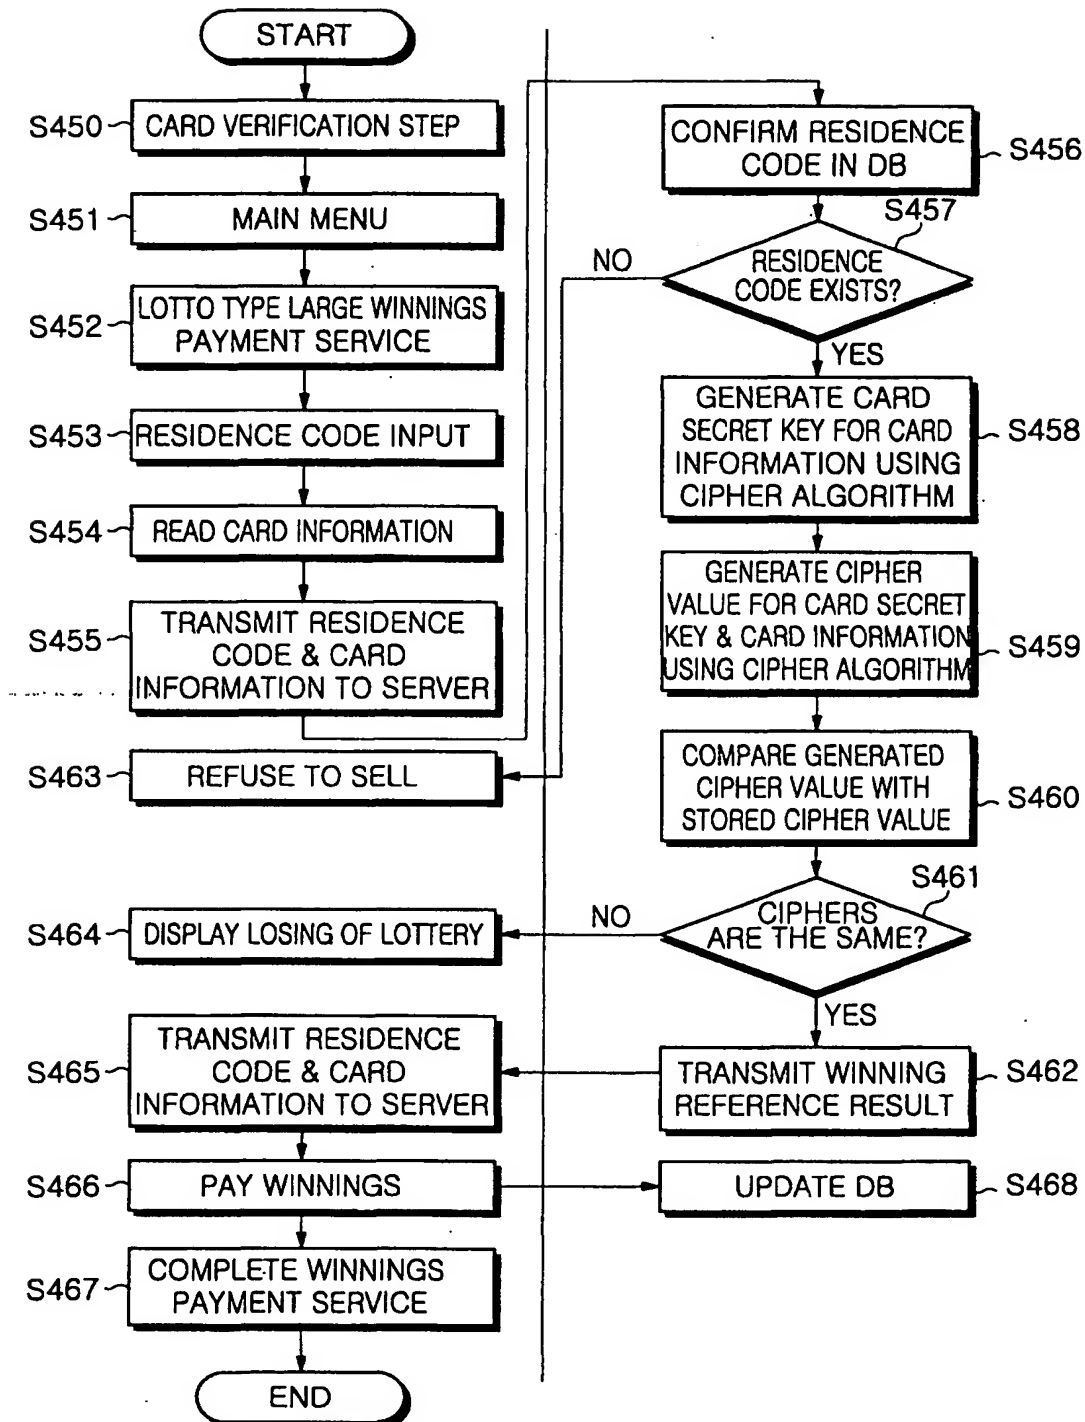 START
S450
CARD VERIFICATION STEP
S451
MAIN MENU
S452
LOTTO TYPE LARGE WINNINGS
PAYMENT SERVICE
S453
RESIDENCE CODE INPUT
S454
READ CARD INFORMATION
S455
TRANSMIT RESIDENCE
CODE & CARD
INFORMATION TO SERVER
S463
REFUSE TO SELL
S464
DISPLAY LOSING OF LOTTERY
S465
TRANSMIT RESIDENCE
CODE & CARD
INFORMATION TO SERVER
S466
PAY WINNINGS
S467
COMPLETE WINNINGS
PAYMENT SERVICE
END
CONFIRM RESIDENCE
CODE IN DB
S456
S457
RESIDENCE
CODE EXISTS?
NO
YES
GENERATE CARD
SECRET KEY FOR CARD
INFORMATION USING
CIPHER ALGORITHM
S458
GENERATE CIPHER
VALUE FOR CARD SECRET
KEY & CARD INFORMATION
USING CIPHER ALGORITHM
S459
COMPARE GENERATED
CIPHER VALUE WITH
STORED CIPHER VALUE
S460
S461
CIPHERS
ARE THE SAME?
NO
YES
TRANSMIT WINNING
REFERENCE RESULT
S462
UPDATE DB
S468